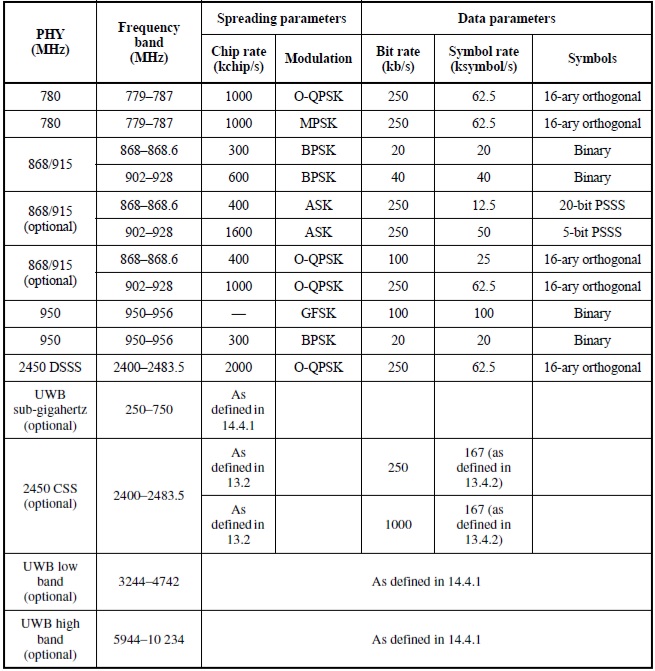 PHY (MHz) Frequency band (MHz) Spreading parameters Data parameters
Chip rate (kchip/s) Modulation Bit rate (kb/s) Symbol rate (ksymbol/s) Symbols
780 779–787 1000 O-QPSK 250 62.5 16-ary orthogonal
780 779–787 1000 MPSK 250 62.5 16-ary orthogonal
868/915 868–868.6 300 BPSK 20 20 Binary
902–928 600 BPSK 40 40 Binary
868/915 (optional) 868–868.6 400 ASK 250 12.5 20-bit PSSS
902–928 1600 ASK 250 50 5-bit PSSS
868/915 (optional) 868–868.6 400 O-QPSK 100 25 16-ary orthogonal
902–928 1000 O-QPSK 250 62.5 16-ary orthogonal
950 950–956 — GFSK 100 100 Binary
950 950–956 300 BPSK 20 20 Binary
2450 DSSS 2400–2483.5 2000 O-QPSK 250 62.5 16-ary orthogonal
UWB sub-gigahertz (optional) 250–750 As defined in 14.4.1
2450 CSS (optional) 2400–2483.5 As defined in 13.2 250 167 (as defined in 13.4.2)
As defined in 13.2 1000 167 (as defined in 13.4.2)
UWB low band (optional) 3244–4742 As defined in 14.4.1
UWB high band (optional) 5944–10 234 As defined in 14.4.1